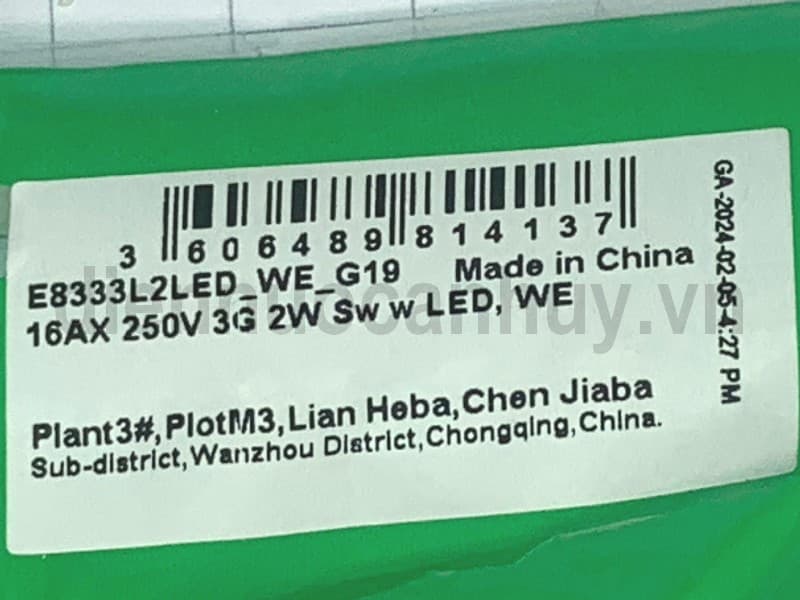 3 606489 814137
E8333L2LED_WE_G19 Made in China
16AX 250V 3G 2W Sw w LED, WE
Plant3#,PlotM3,Lian Heba,Chen Jiaba
Sub-district,Wanzhou District,Chongqing,China.
GA-2024-02-05-4:27 PM